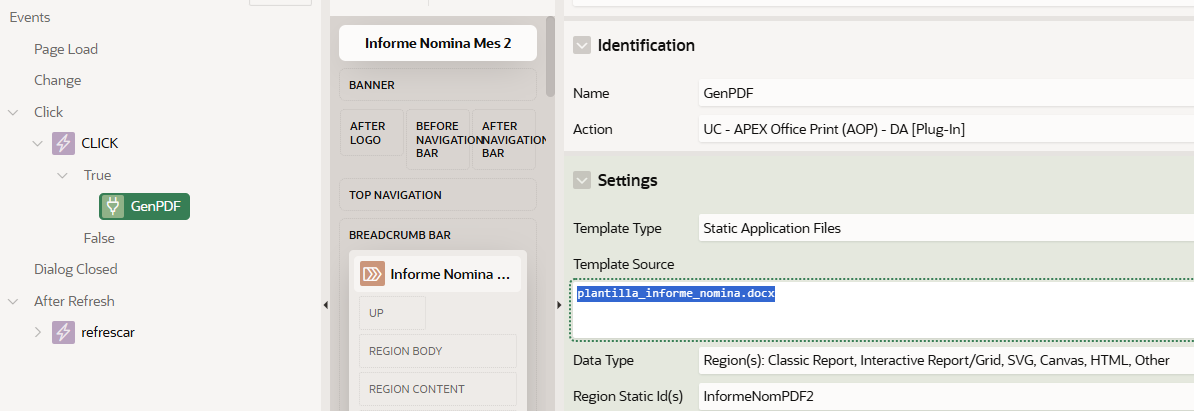 Events
Page Load
Change
Click
CLICK
True
GenPDF
False
Dialog Closed
After Refresh
refrescar
Informe Nomina Mes 2
BANNER
AFTER LOGO
BEFORE NAVIGATION BAR
AFTER NAVIGATION BAR
TOP NAVIGATION
BREADCRUMB BAR
Informe Nomina ...
UP
REGION BODY
REGION CONTENT
Identification
Name GenPDF
Action UC - APEX Office Print (AOP) - DA [Plug-In]
Settings
Template Type Static Application Files
Template Source
plantilla_informe_nomina.docx
Data Type Region(s): Classic Report, Interactive Report/Grid, SVG, Canvas, HTML, Other
Region Static Id(s) InformeNomPDF2